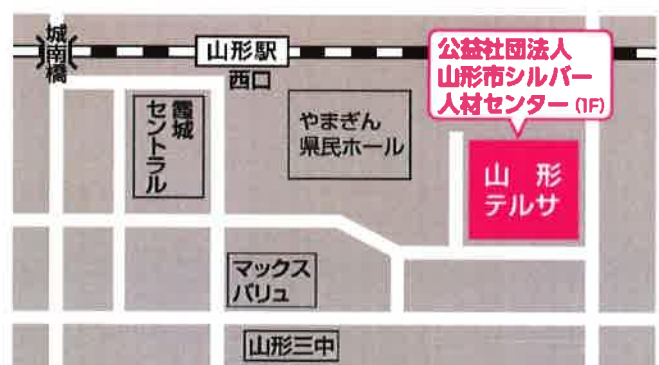 城南橋
山形駅
西口
公益社団法人
山形市シルバー
人材センター(1F)
霞城
セントラル
やまぎん
県民ホール
山形
テルサ
マックス
バリュ
山形三中